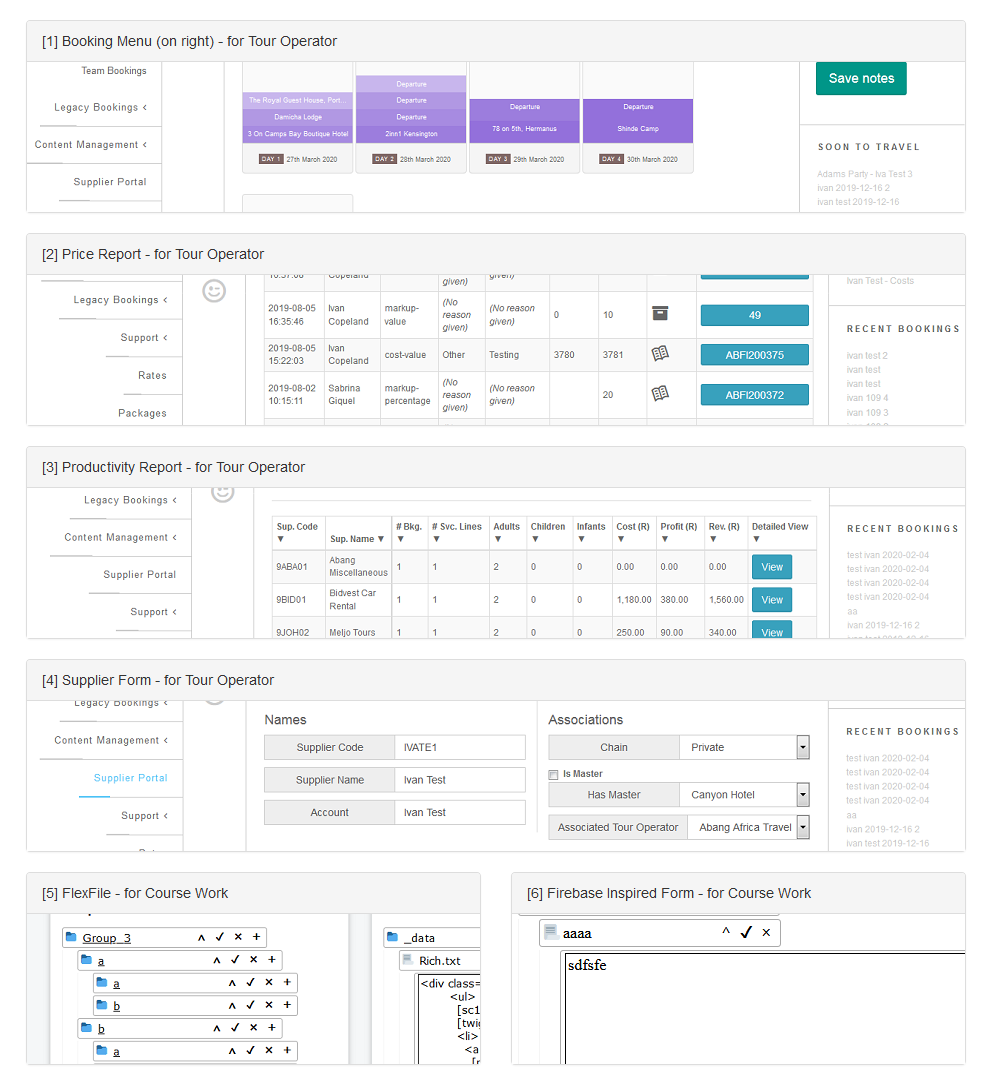 [1] Booking Menu (on right) - for Tour Operator
Team Bookings
Legacy Bookings <
Content Management <
Supplier Portal
The Royal Guest House, Port...
Demicha Lodge
3 On Camps Bay Boutique Hotel
DAY 1 27th March 2020
Departure
Departure
Departure
2inn1 Kensington
DAY 2 28th March 2020
Departure
78 on 5th, Hermanus
DAY 3 29th March 2020
Departure
Shinde Camp
DAY 4 30th March 2020
Save notes
SOON TO TRAVEL
Adams Party - Iva Test 3
ivan 2019-12-16 2
ivan test 2019-12-16
[2] Price Report - for Tour Operator
Legacy Bookings <
Support <
Rates
Packages
10:37:00 Copeland given) given)
2019-08-05 16:35:46 Ivan Copeland markup-value (No reason given) (No reason given) 0 10 49
2019-08-05 15:22:03 Ivan Copeland cost-value Other Testing 3780 3781 ABFI200375
2019-08-02 10:15:11 Sabrina Giquel markup-percentage (No reason given) (No reason given) 20 ABFI200372
Ivan Test - Costs
RECENT BOOKINGS
ivan test 2
ivan test
ivan test
ivan 109 4
ivan 109 3
[3] Productivity Report - for Tour Operator
Legacy Bookings <
Content Management <
Supplier Portal
Support <
Sup. Code ▼ Sup. Name ▼ # Bkg. ▼ # Svc. Lines ▼ Adults ▼ Children ▼ Infants ▼ Cost (R) ▼ Profit (R) ▼ Rev. (R) ▼ Detailed View ▼
9ABA01 Abang Miscellaneous 1 1 2 0 0 0.00 0.00 0.00 View
9BID01 Bidvest Car Rental 1 1 2 0 0 1,180.00 380.00 1,560.00 View
9JOH02 Meljo Tours 1 1 2 0 0 250.00 90.00 340.00 View
RECENT BOOKINGS
test ivan 2020-02-04
test ivan 2020-02-04
test ivan 2020-02-04
test ivan 2020-02-04
aa
ivan 2019-12-16 2
ivan test 2019-12-16
[4] Supplier Form - for Tour Operator
Legacy Bookings <
Content Management <
Supplier Portal
Support <
Rates
Names
Supplier Code IVATE1
Supplier Name Ivan Test
Account Ivan Test
Associations
Chain Private
Is Master
Has Master Canyon Hotel
Associated Tour Operator Abang Africa Travel
RECENT BOOKINGS
test ivan 2020-02-04
test ivan 2020-02-04
test ivan 2020-02-04
test ivan 2020-02-04
aa
ivan 2019-12-16 2
ivan test 2019-12-16
[5] FlexFile - for Course Work
Group_3
a
a
b
b
a
_data
Rich.txt
<div class=
<ul>
[sc1
[twig
<li>
<a
[6] Firebase Inspired Form - for Course Work
aaaa
sdfsfe